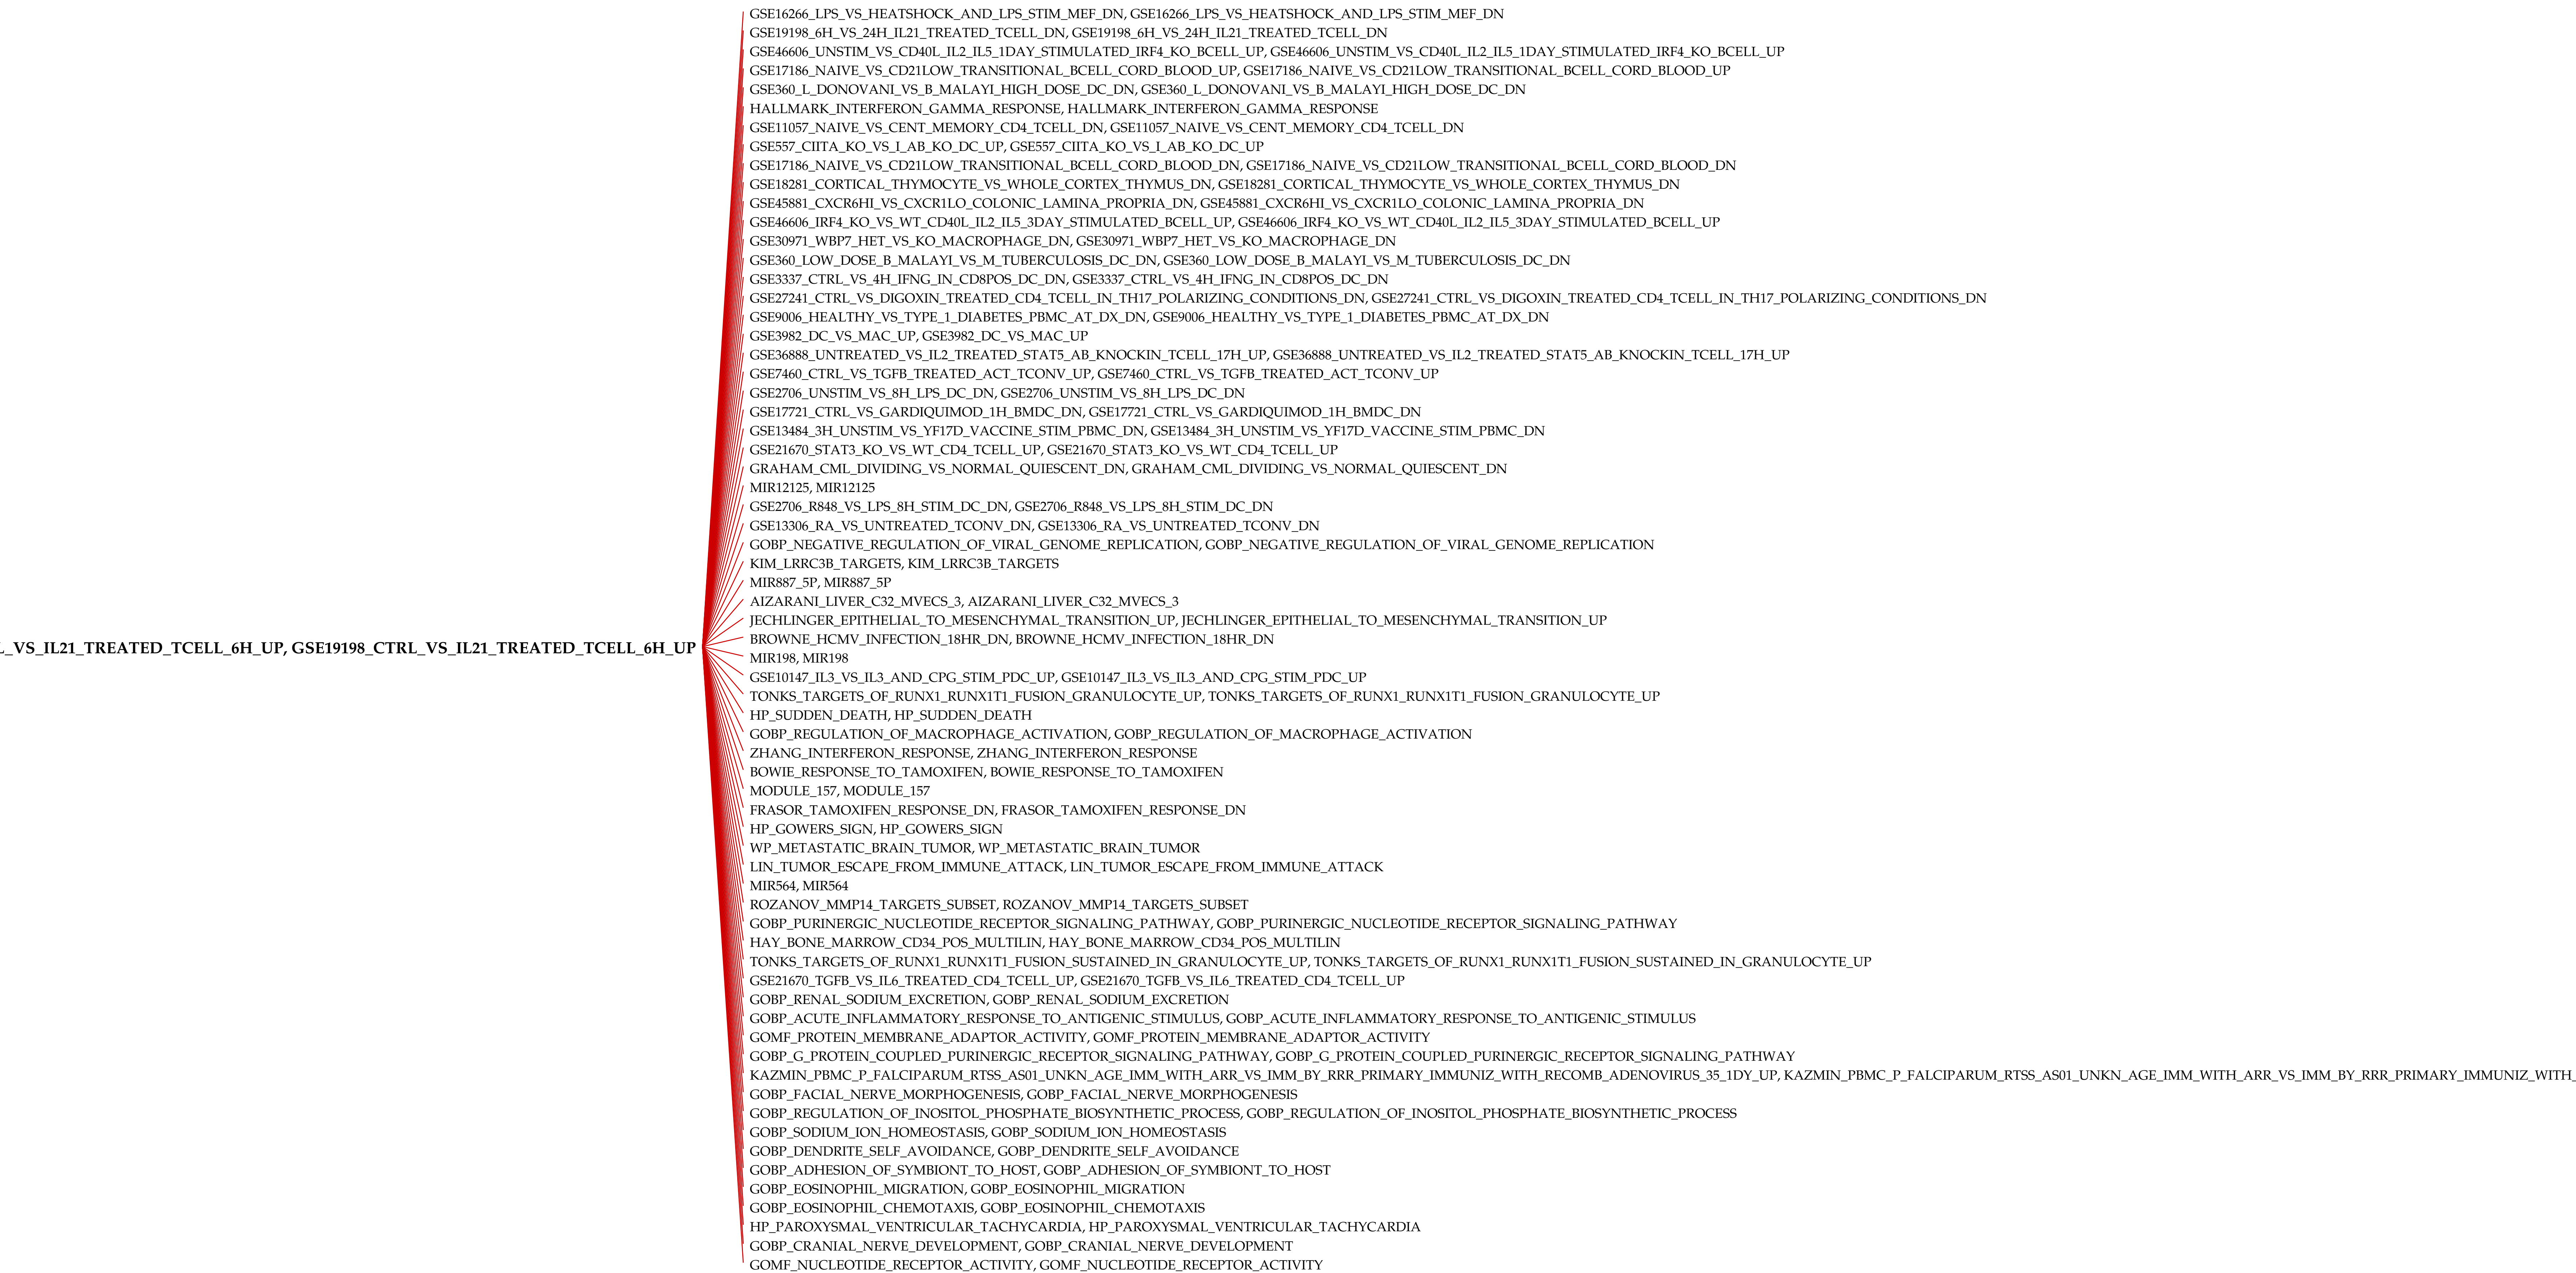 GSE16266_LPS_VS_HEATSHOCK_AND_LPS_STIM_MEF_DN, GSE16266_LPS_VS_HEATSHOCK_AND_LPS_STIM_MEF_DN
GSE19198_6H_VS_24H_IL21_TREATED_TCELL_DN, GSE19198_6H_VS_24H_IL21_TREATED_TCELL_DN
GSE46606_UNSTIM_VS_CD40L_IL2_IL5_1DAY_STIMULATED_IRF4_KO_BCELL_UP, GSE46606_UNSTIM_VS_CD40L_IL2_IL5_1DAY_STIMULATED_IRF4_KO_BCELL_UP
GSE17186_NAIVE_VS_CD21LOW_TRANSITIONAL_BCELL_CORD_BLOOD_UP, GSE17186_NAIVE_VS_CD21LOW_TRANSITIONAL_BCELL_CORD_BLOOD_UP
GSE360_L_DONOVANI_VS_B_MALAYI_HIGH_DOSE_DC_DN, GSE360_L_DONOVANI_VS_B_MALAYI_HIGH_DOSE_DC_DN
HALLMARK_INTERFERON_GAMMA_RESPONSE, HALLMARK_INTERFERON_GAMMA_RESPONSE
GSE11057_NAIVE_VS_CENT_MEMORY_CD4_TCELL_DN, GSE11057_NAIVE_VS_CENT_MEMORY_CD4_TCELL_DN
GSE557_CIITA_KO_VS_I_AB_KO_DC_UP, GSE557_CIITA_KO_VS_I_AB_KO_DC_UP
GSE17186_NAIVE_VS_CD21LOW_TRANSITIONAL_BCELL_CORD_BLOOD_DN, GSE17186_NAIVE_VS_CD21LOW_TRANSITIONAL_BCELL_CORD_BLOOD_DN
GSE18281_CORTICAL_THYMOCYTE_VS_WHOLE_CORTEX_THYMUS_DN, GSE18281_CORTICAL_THYMOCYTE_VS_WHOLE_CORTEX_THYMUS_DN
GSE45881_CXCR6HI_VS_CXCR1LO_COLONIC_LAMINA_PROPRIA_DN, GSE45881_CXCR6HI_VS_CXCR1LO_COLONIC_LAMINA_PROPRIA_DN
GSE46606_IRF4_KO_VS_WT_CD40L_IL2_IL5_3DAY_STIMULATED_BCELL_UP, GSE46606_IRF4_KO_VS_WT_CD40L_IL2_IL5_3DAY_STIMULATED_BCELL_UP
GSE30971_WBP7_HET_VS_KO_MACROPHAGE_DN, GSE30971_WBP7_HET_VS_KO_MACROPHAGE_DN
GSE360_LOW_DOSE_B_MALAYI_VS_M_TUBERCULOSIS_DC_DN, GSE360_LOW_DOSE_B_MALAYI_VS_M_TUBERCULOSIS_DC_DN
GSE3337_CTRL_VS_4H_IFNG_IN_CD8POS_DC_DN, GSE3337_CTRL_VS_4H_IFNG_IN_CD8POS_DC_DN
GSE27241_CTRL_VS_DIGOXIN_TREATED_CD4_TCELL_IN_TH17_POLARIZING_CONDITIONS_DN, GSE27241_CTRL_VS_DIGOXIN_TREATED_CD4_TCELL_IN_TH17_POLARIZING_CONDITIONS_DN
GSE9006_HEALTHY_VS_TYPE_1_DIABETES_PBMC_AT_DX_DN, GSE9006_HEALTHY_VS_TYPE_1_DIABETES_PBMC_AT_DX_DN
GSE3982_DC_VS_MAC_UP, GSE3982_DC_VS_MAC_UP
GSE36888_UNTREATED_VS_IL2_TREATED_STAT5_AB_KNOCKIN_TCELL_17H_UP, GSE36888_UNTREATED_VS_IL2_TREATED_STAT5_AB_KNOCKIN_TCELL_17H_UP
GSE7460_CTRL_VS_TGFB_TREATED_ACT_TCONV_UP, GSE7460_CTRL_VS_TGFB_TREATED_ACT_TCONV_UP
GSE2706_UNSTIM_VS_8H_LPS_DC_DN, GSE2706_UNSTIM_VS_8H_LPS_DC_DN
GSE17721_CTRL_VS_GARDIQUIMOD_1H_BMDC_DN, GSE17721_CTRL_VS_GARDIQUIMOD_1H_BMDC_DN
GSE13484_3H_UNSTIM_VS_YF17D_VACCINE_STIM_PBMC_DN, GSE13484_3H_UNSTIM_VS_YF17D_VACCINE_STIM_PBMC_DN
GSE21670_STAT3_KO_VS_WT_CD4_TCELL_UP, GSE21670_STAT3_KO_VS_WT_CD4_TCELL_UP
GRAHAM_CML_DIVIDING_VS_NORMAL_QUIESCENT_DN, GRAHAM_CML_DIVIDING_VS_NORMAL_QUIESCENT_DN
MIR12125, MIR12125
GSE2706_R848_VS_LPS_8H_STIM_DC_DN, GSE2706_R848_VS_LPS_8H_STIM_DC_DN
GSE13306_RA_VS_UNTREATED_TCONV_DN, GSE13306_RA_VS_UNTREATED_TCONV_DN
GOBP_NEGATIVE_REGULATION_OF_VIRAL_GENOME_REPLICATION, GOBP_NEGATIVE_REGULATION_OF_VIRAL_GENOME_REPLICATION
KIM_LRRC3B_TARGETS, KIM_LRRC3B_TARGETS
MIR887_5P, MIR887_5P
AIZARANI_LIVER_C32_MVECS_3, AIZARANI_LIVER_C32_MVECS_3
JECHLINGER_EPITHELIAL_TO_MESENCHYMAL_TRANSITION_UP, JECHLINGER_EPITHELIAL_TO_MESENCHYMAL_TRANSITION_UP
BROWNE_HCMV_INFECTION_18HR_DN, BROWNE_HCMV_INFECTION_18HR_DN
L_VS_IL21_TREATED_TCELL_6H_UP, GSE19198_CTRL_VS_IL21_TREATED_TCELL_6H_UP
MIR198, MIR198
GSE10147_IL3_VS_IL3_AND_CPG_STIM_PDC_UP, GSE10147_IL3_VS_IL3_AND_CPG_STIM_PDC_UP
TONKS_TARGETS_OF_RUNX1_RUNX1T1_FUSION_GRANULOCYTE_UP, TONKS_TARGETS_OF_RUNX1_RUNX1T1_FUSION_GRANULOCYTE_UP
HP_SUDDEN_DEATH, HP_SUDDEN_DEATH
GOBP_REGULATION_OF_MACROPHAGE_ACTIVATION, GOBP_REGULATION_OF_MACROPHAGE_ACTIVATION
ZHANG_INTERFERON_RESPONSE, ZHANG_INTERFERON_RESPONSE
BOWIE_RESPONSE_TO_TAMOXIFEN, BOWIE_RESPONSE_TO_TAMOXIFEN
MODULE_157, MODULE_157
FRASOR_TAMOXIFEN_RESPONSE_DN, FRASOR_TAMOXIFEN_RESPONSE_DN
HP_GOWERS_SIGN, HP_GOWERS_SIGN
WP_METASTATIC_BRAIN_TUMOR, WP_METASTATIC_BRAIN_TUMOR
LIN_TUMOR_ESCAPE_FROM_IMMUNE_ATTACK, LIN_TUMOR_ESCAPE_FROM_IMMUNE_ATTACK
MIR564, MIR564
ROZANOV_MMP14_TARGETS_SUBSET, ROZANOV_MMP14_TARGETS_SUBSET
GOBP_PURINERGIC_NUCLEOTIDE_RECEPTOR_SIGNALING_PATHWAY, GOBP_PURINERGIC_NUCLEOTIDE_RECEPTOR_SIGNALING_PATHWAY
HAY_BONE_MARROW_CD34_POS_MULTILIN, HAY_BONE_MARROW_CD34_POS_MULTILIN
TONKS_TARGETS_OF_RUNX1_RUNX1T1_FUSION_SUSTAINED_IN_GRANULOCYTE_UP, TONKS_TARGETS_OF_RUNX1_RUNX1T1_FUSION_SUSTAINED_IN_GRANULOCYTE_UP
GSE21670_TGFB_VS_IL6_TREATED_CD4_TCELL_UP, GSE21670_TGFB_VS_IL6_TREATED_CD4_TCELL_UP
GOBP_RENAL_SODIUM_EXCRETION, GOBP_RENAL_SODIUM_EXCRETION
GOBP_ACUTE_INFLAMMATORY_RESPONSE_TO_ANTIGENIC_STIMULUS, GOBP_ACUTE_INFLAMMATORY_RESPONSE_TO_ANTIGENIC_STIMULUS
GOMF_PROTEIN_MEMBRANE_ADAPTOR_ACTIVITY, GOMF_PROTEIN_MEMBRANE_ADAPTOR_ACTIVITY
GOBP_G_PROTEIN_COUPLED_PURINERGIC_RECEPTOR_SIGNALING_PATHWAY, GOBP_G_PROTEIN_COUPLED_PURINERGIC_RECEPTOR_SIGNALING_PATHWAY
KAZMIN_PBMC_P_FALCIPARUM_RTSS_AS01_UNKN_AGE_IMM_WITH_ARR_VS_IMM_BY_RRR_PRIMARY_IMMUNIZ_WITH_RECOMB_ADENOVIRUS_35_1DY_UP, KAZMIN_PBMC_P_FALCIPARUM_RTSS_AS01_UNKN_AGE_IMM_WITH_ARR_VS_IMM_BY_RRR_PRIMARY_IMMUNIZ_WITH_
GOBP_FACIAL_NERVE_MORPHOGENESIS, GOBP_FACIAL_NERVE_MORPHOGENESIS
GOBP_REGULATION_OF_INOSITOL_PHOSPHATE_BIOSYNTHETIC_PROCESS, GOBP_REGULATION_OF_INOSITOL_PHOSPHATE_BIOSYNTHETIC_PROCESS
GOBP_SODIUM_ION_HOMEOSTASIS, GOBP_SODIUM_ION_HOMEOSTASIS
GOBP_DENDRITE_SELF_AVOIDANCE, GOBP_DENDRITE_SELF_AVOIDANCE
GOBP_ADHESION_OF_SYMBIONT_TO_HOST, GOBP_ADHESION_OF_SYMBIONT_TO_HOST
GOBP_EOSINOPHIL_MIGRATION, GOBP_EOSINOPHIL_MIGRATION
GOBP_EOSINOPHIL_CHEMOTAXIS, GOBP_EOSINOPHIL_CHEMOTAXIS
HP_PAROXYSMAL_VENTRICULAR_TACHYCARDIA, HP_PAROXYSMAL_VENTRICULAR_TACHYCARDIA
GOBP_CRANIAL_NERVE_DEVELOPMENT, GOBP_CRANIAL_NERVE_DEVELOPMENT
GOMF_NUCLEOTIDE_RECEPTOR_ACTIVITY, GOMF_NUCLEOTIDE_RECEPTOR_ACTIVITY